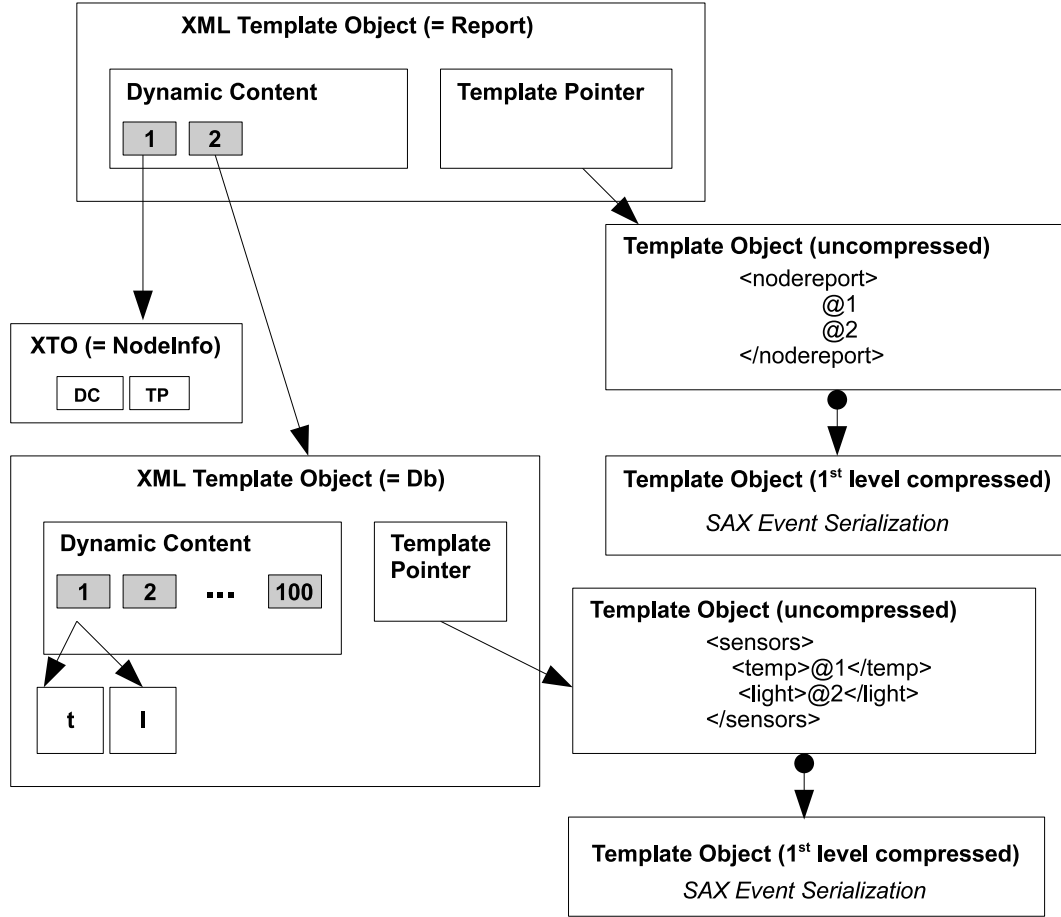 XML Template Object (= Report)
Dynamic Content
1 2
Template Pointer
Template Object (uncompressed)
<nodereport>
@1
@2
</nodereport>
XTO (= NodeInfo)
DC TP
Template Object (1st level compressed)
SAX Event Serialization
XML Template Object (= Db)
Dynamic Content
1 2 ... 100
t l
Template
Pointer
Template Object (uncompressed)
<sensors>
<temp>@1</temp>
<light>@2</light>
</sensors>
Template Object (1st level compressed)
SAX Event Serialization